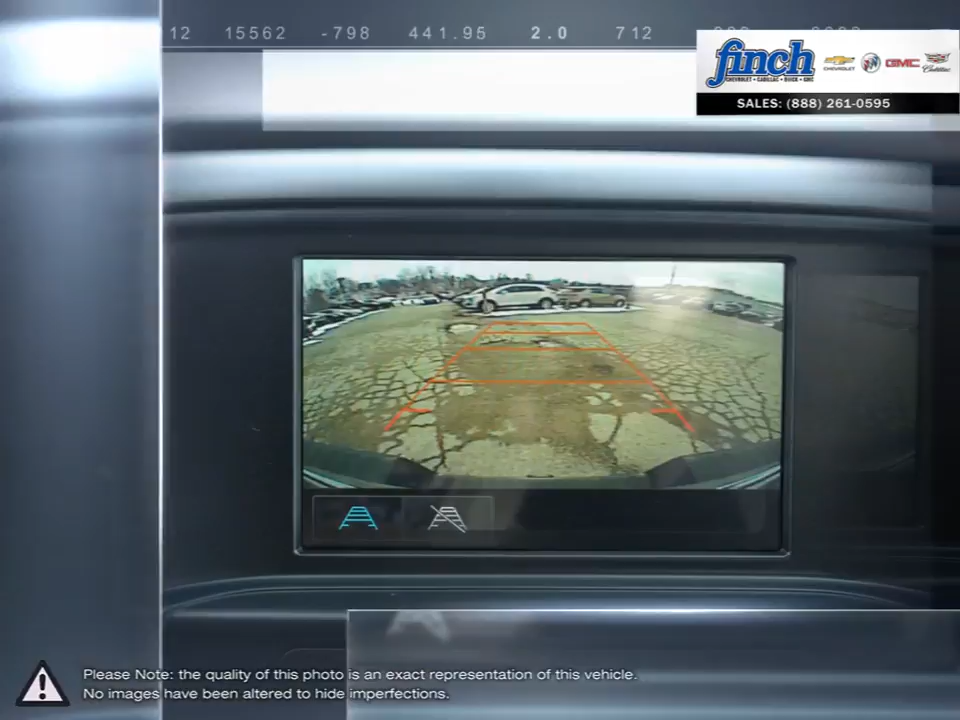 12 15562 -798 441.95 2.0 712
finch
CHEVROLET • CADILLAC • BUICK • GMC
CHEVROLET GMC Cadillac
SALES: (888) 261-0595
Please Note: the quality of this photo is an exact representation of this vehicle.
No images have been altered to hide imperfections.